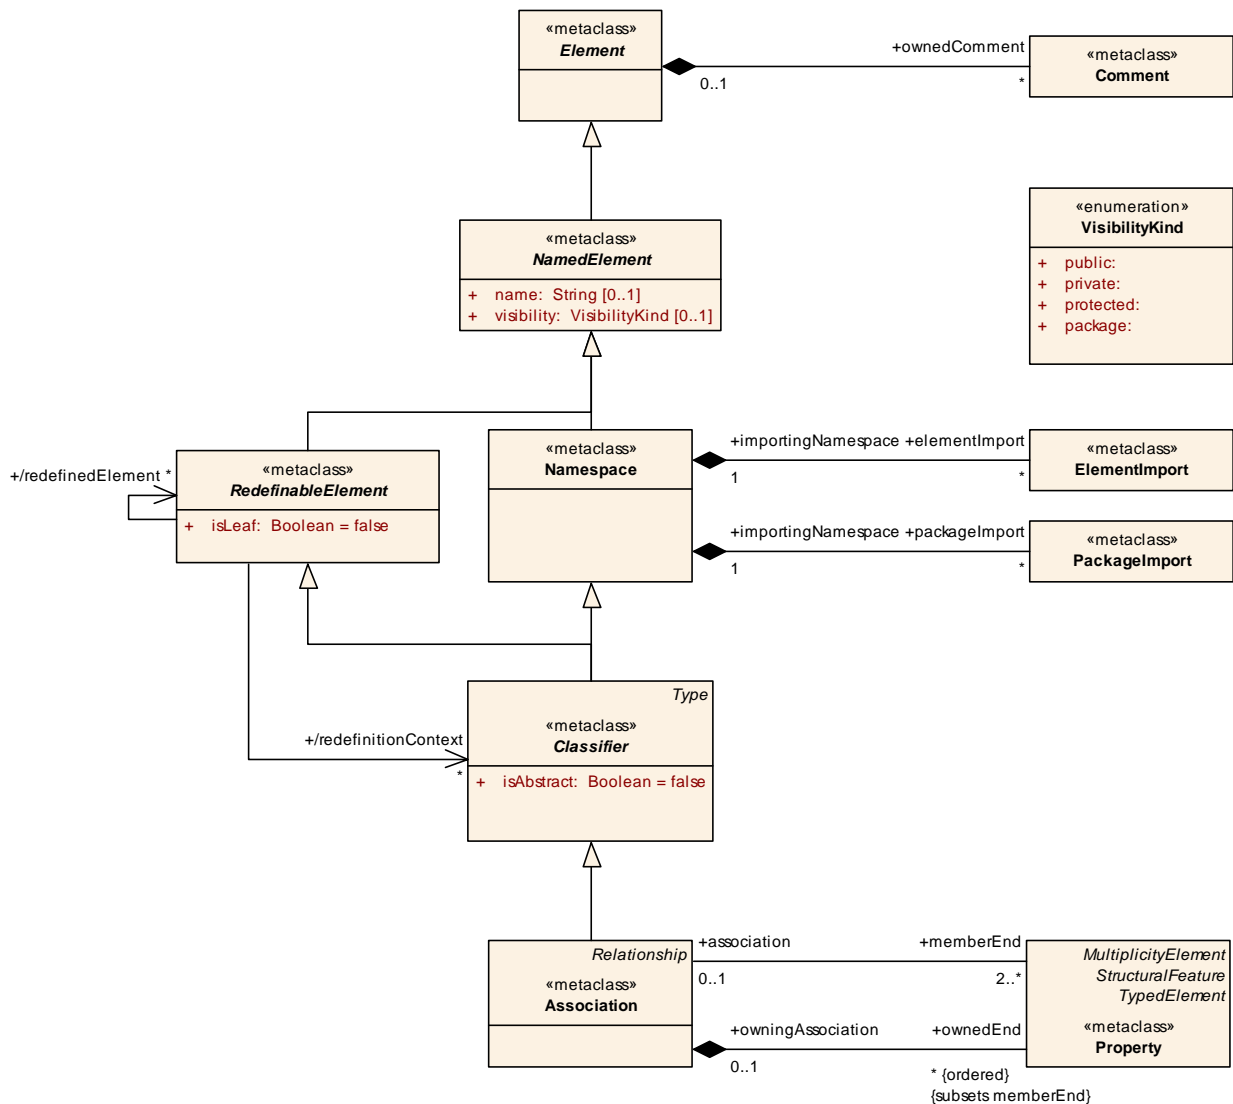 «metaclass»
Element
+ownedComment
0..1
*
«metaclass»
Comment
«metaclass»
NamedElement
+ name: String [0..1]
+ visibility: VisibilityKind [0..1]
«enumeration»
VisibilityKind
+ public:
+ private:
+ protected:
+ package:
+/redefinedElement *
«metaclass»
RedefinableElement
+ isLeaf: Boolean = false
«metaclass»
Namespace
+importingNamespace +elementImport
1
*
«metaclass»
ElementImport
+importingNamespace +packageImport
1
*
«metaclass»
PackageImport
+/redefinitionContext
*
Type
«metaclass»
Classifier
+ isAbstract: Boolean = false
Relationship
«metaclass»
Association
+association
+memberEnd
0..1
2..*
+owningAssociation
+ownedEnd
0..1
* {ordered}
{subsets memberEnd}
MultiplicityElement
StructuralFeature
TypedElement
«metaclass»
Property